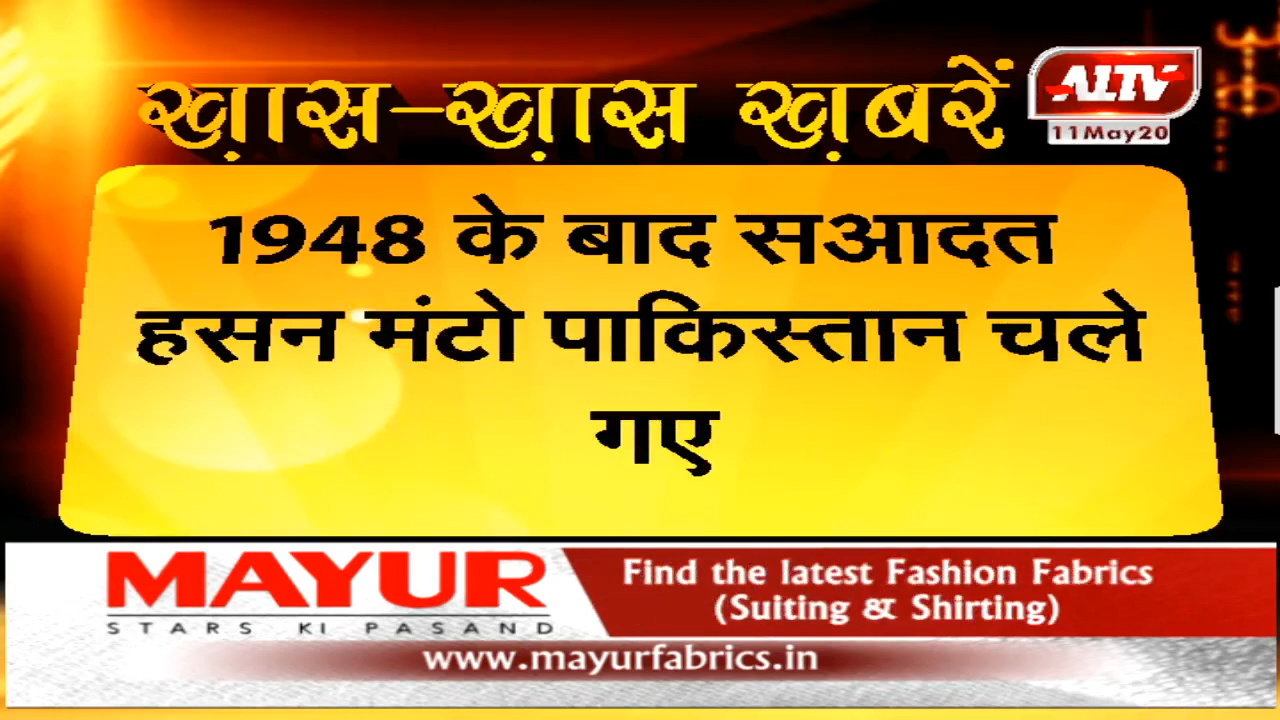 ख़ास-ख़ास ख़बरें
ALTV
11May20
1948 के बाद सआदत
हसन मंटो पाकिस्तान चले
गए
MAYUR
STARS KI PASAND
Find the latest Fashion Fabrics
(Suiting & Shirting)
www.mayurfabrics.in